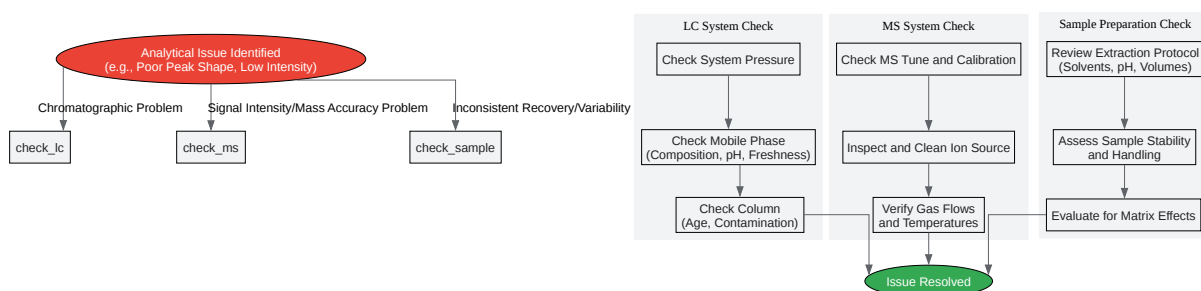 Analytical Issue Identified
(e.g., Poor Peak Shape, Low Intensity)
Chromatographic Problem
Signal Intensity/Mass Accuracy Problem
Inconsistent Recovery/Variability
check_lc
check_ms
check_sample
LC System Check
Check System Pressure
Check Mobile Phase
(Composition, pH, Freshness)
Check Column
(Age, Contamination)
MS System Check
Check MS Tune and Calibration
Inspect and Clean Ion Source
Verify Gas Flows
and Temperatures
Sample Preparation Check
Review Extraction Protocol
(Solvents, pH, Volumes)
Assess Sample Stability
and Handling
Evaluate for Matrix Effects
Issue Resolved